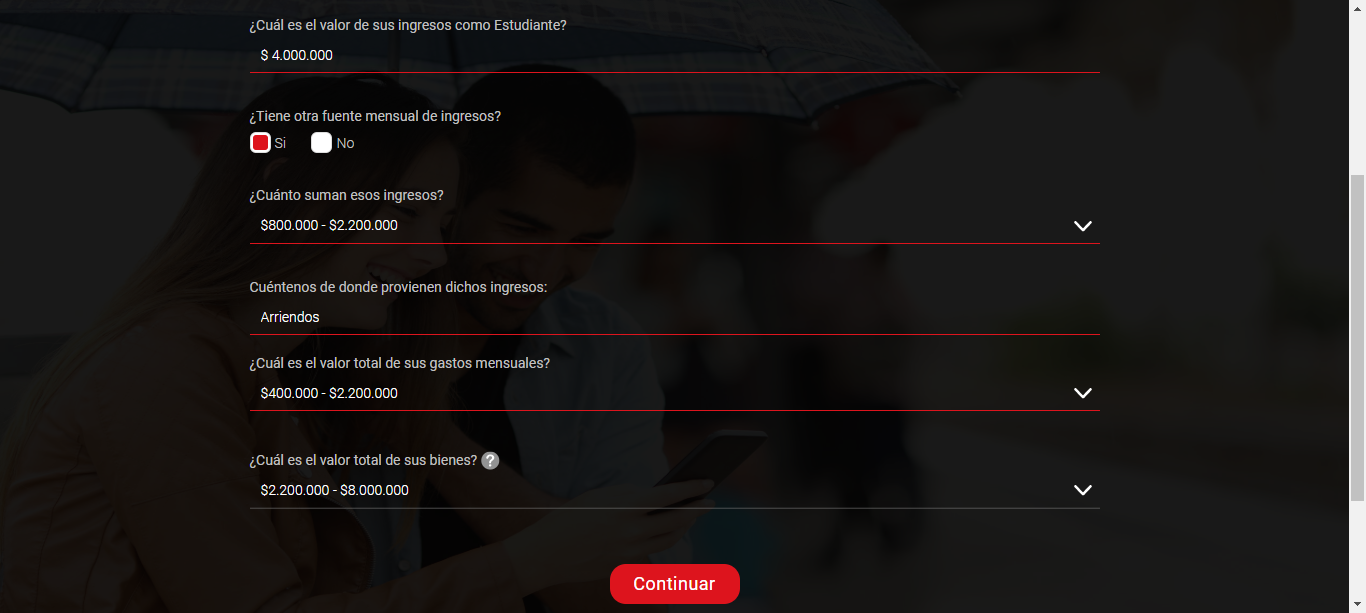 ¿Cuál es el valor de sus ingresos como Estudiante?
$ 4.000.000
¿Tiene otra fuente mensual de ingresos?
Si No
¿Cuánto suman esos ingresos?
$800.000 - $2.200.000
Cuéntenos de donde provienen dichos ingresos:
Arriendos
¿Cuál es el valor total de sus gastos mensuales?
$400.000 - $2.200.000
¿Cuál es el valor total de sus bienes? ?
$2.200.000 - $8.000.000
Continuar